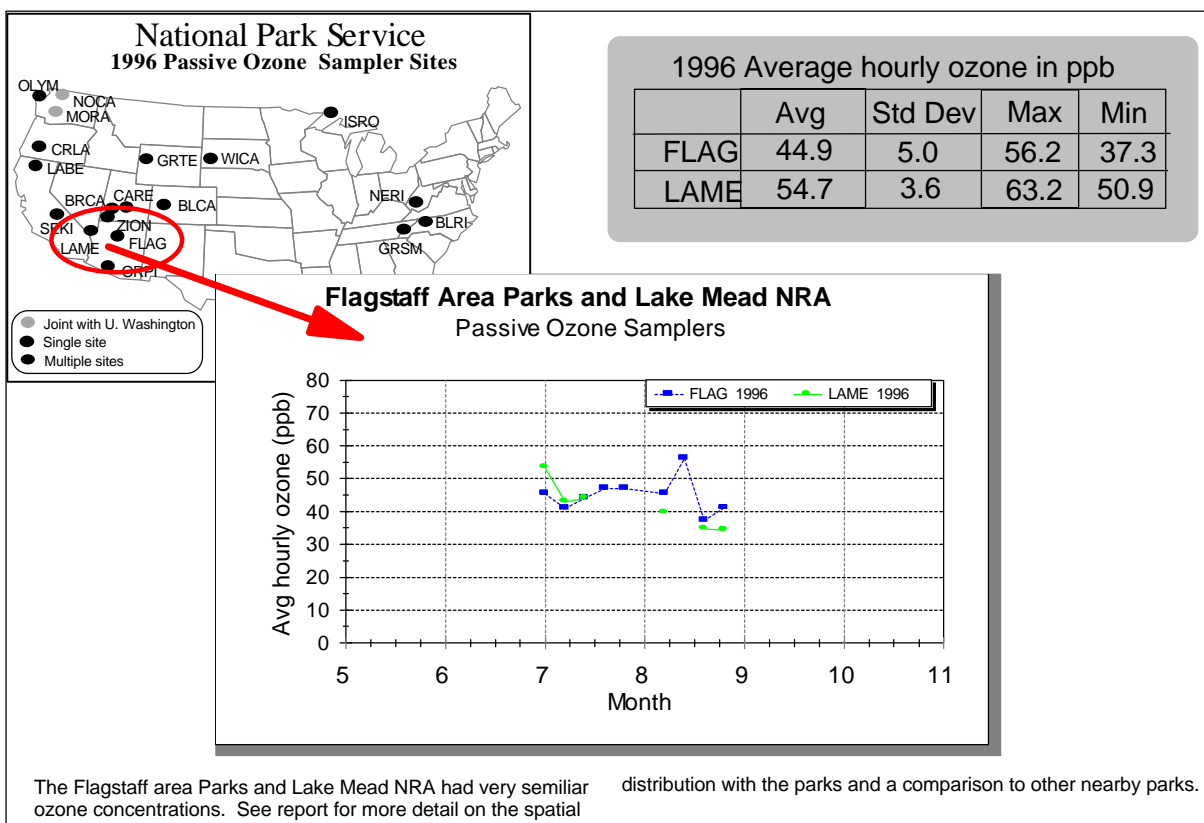 National Park Service
1996 Passive Ozone Sampler Sites
OLYM
NOCA
MORA
ISRO
CRLA
LABE
GRTE
WICA
NERI
BRCA
CARE
BLCA
BLRI
SEKI
ZION
LAME
FLAG
GRSM
ORPI
Joint with U. Washington
Single site
Multiple sites
1996 Average hourly ozone in ppb
Avg Std Dev Max Min
FLAG 44.9 5.0 56.2 37.3
LAME 54.7 3.6 63.2 50.9
Flagstaff Area Parks and Lake Mead NRA
Passive Ozone Samplers
FLAG 1996 LAME 1996
Avg hourly ozone (ppb)
80
70
60
50
40
30
20
10
0
5 6 7 8 9 10 11
Month
The Flagstaff area Parks and Lake Mead NRA had very semiliar
ozone concentrations. See report for more detail on the spatial
distribution with the parks and a comparison to other nearby parks.